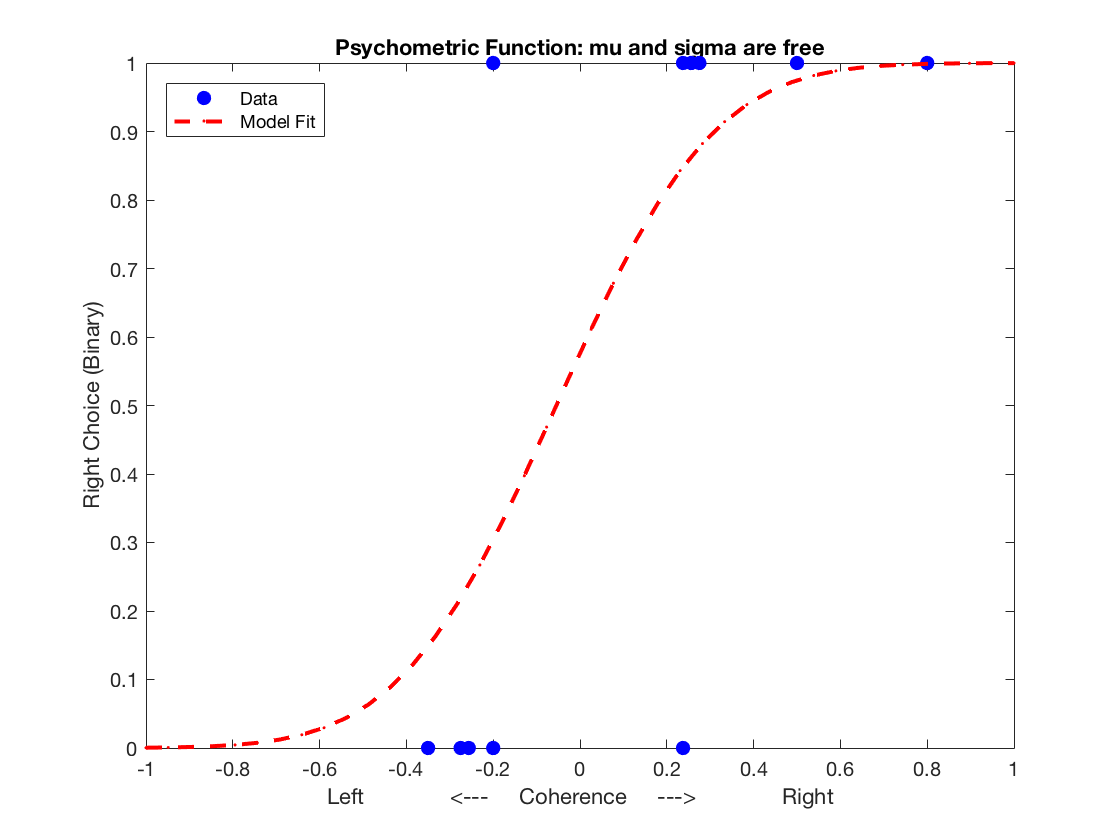 Psychometric Function: mu and sigma are free
Data
Model Fit
Right Choice (Binary)
1
0.9
0.8
0.7
0.6
0.5
0.4
0.3
0.2
0.1
0
-1 -0.8 -0.6 -0.4 -0.2 0 0.2 0.4 0.6 0.8 1
Left <--- Coherence ---> Right